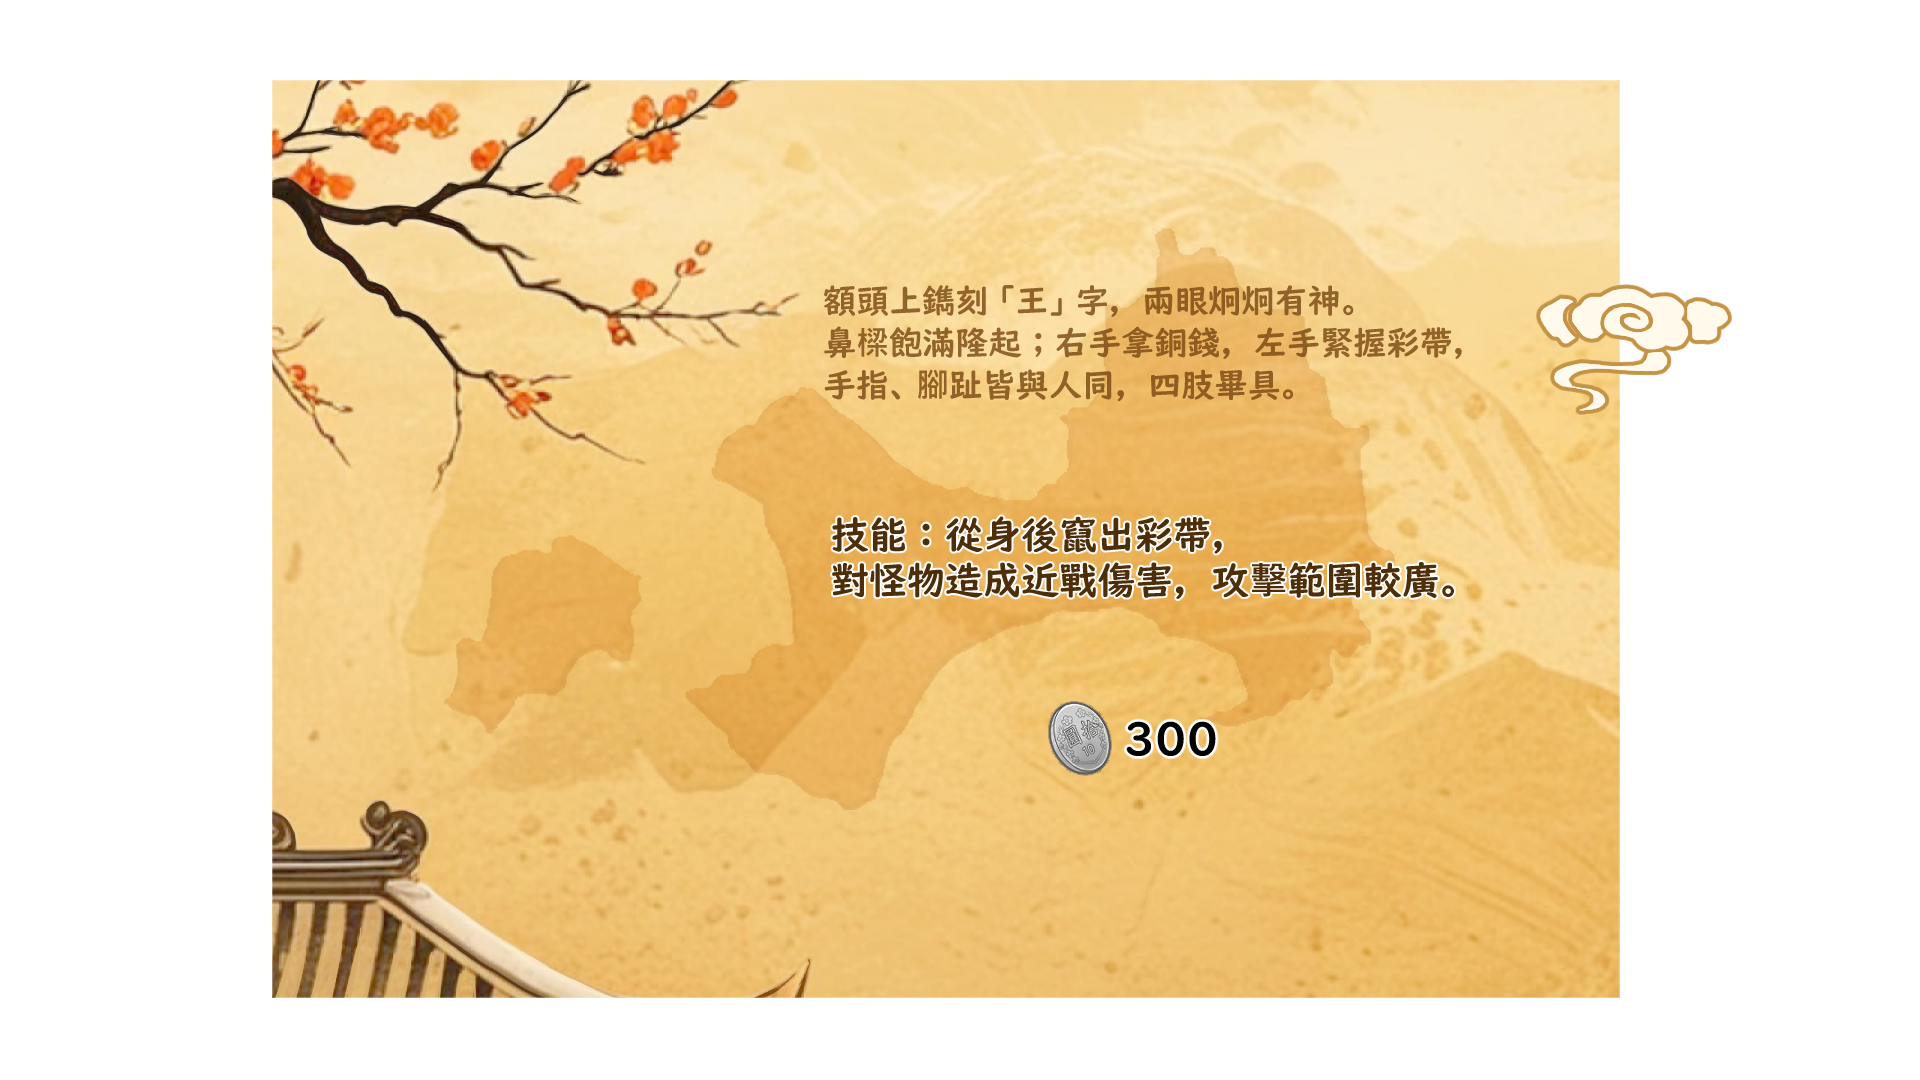 額頭上鐫刻「王」字，兩眼炯炯有神。
鼻樑飽滿隆起；右手拿銅錢，左手緊握彩帶，
手指、腳趾皆與人同，四肢畢具。
技能：從身後竄出彩帶，
對怪物造成近戰傷害，攻擊範圍較廣。
拾圓
10
300